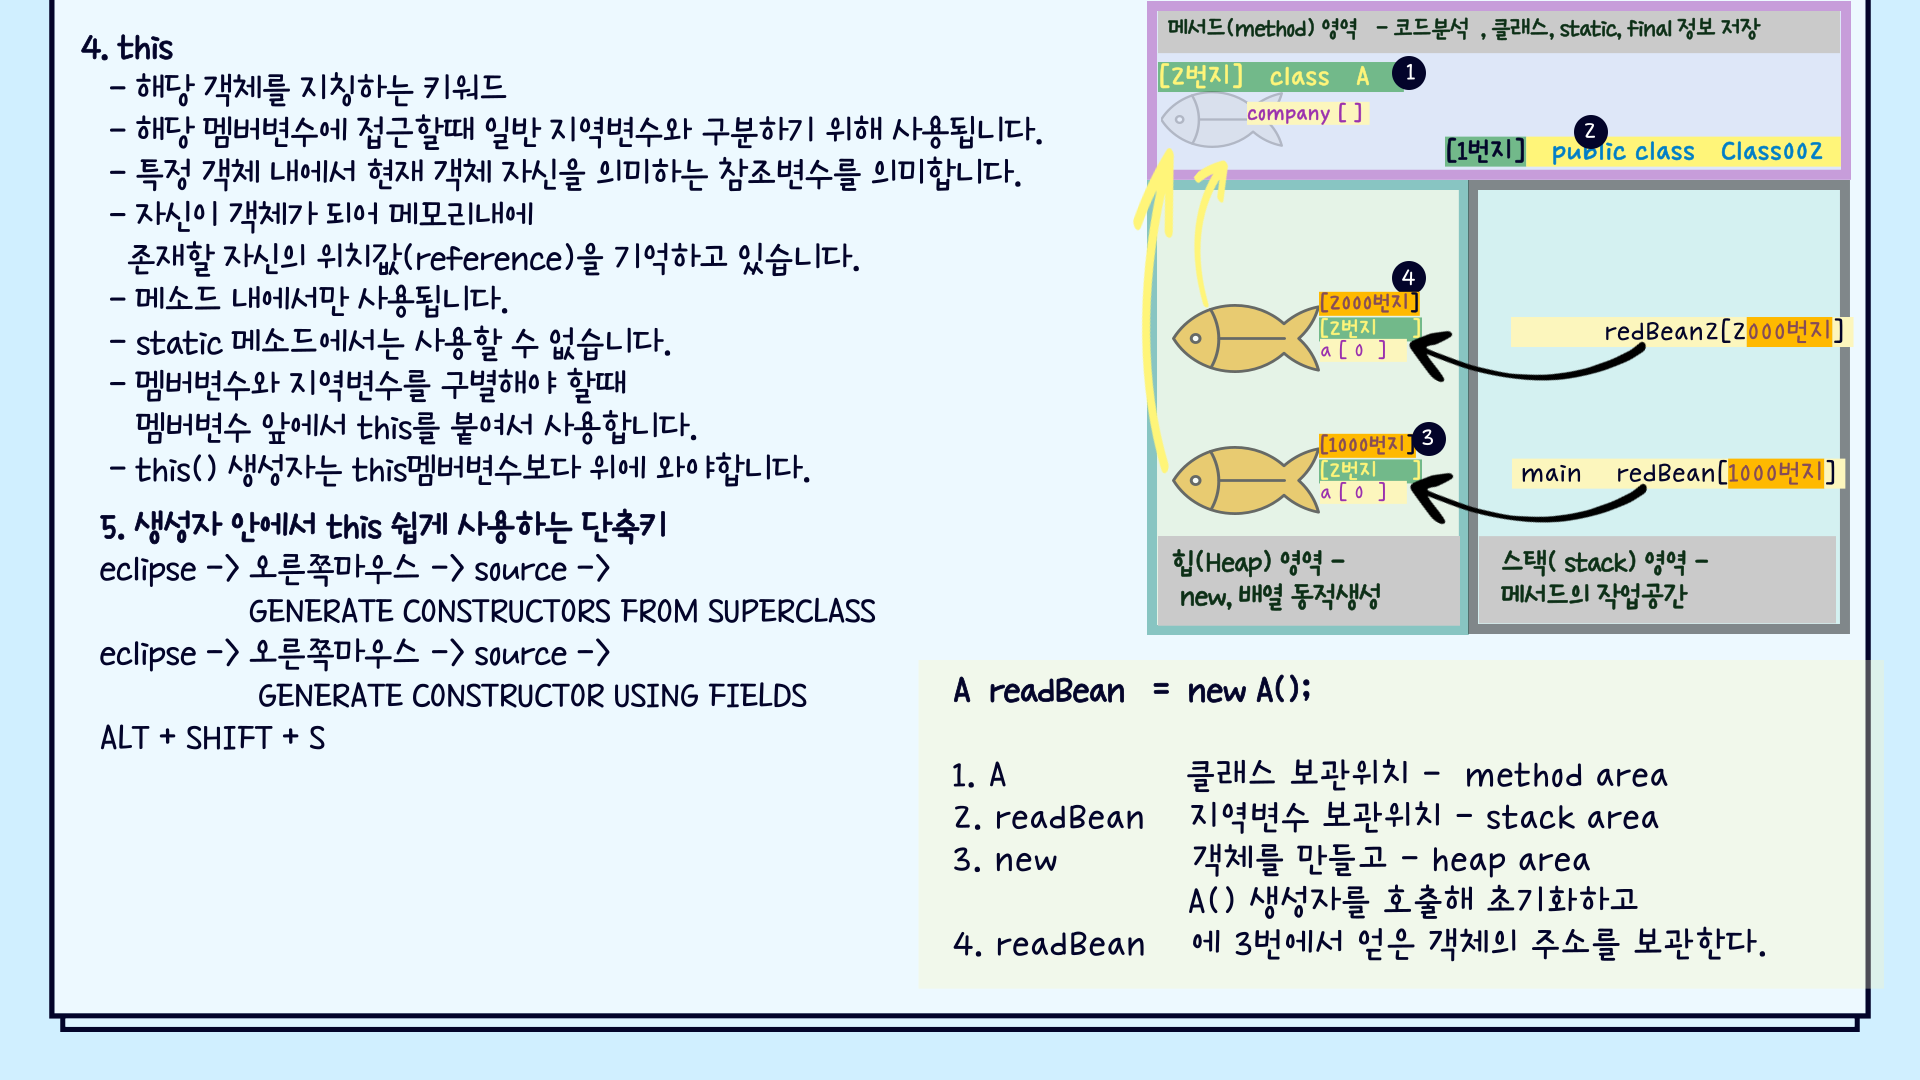 4. this
- 해당 객체를 지칭하는 키워드
- 해당 멤버변수에 접근할때 일반 지역변수와 구분하기 위해 사용됩니다.
- 특정 객체 내에서 현재 객체 자신을 의미하는 참조변수를 의미합니다.
- 자신이 객체가 되어 메모리내에
존재할 자신의 위치값(reference)을 기억하고 있습니다.
- 메소드 내에서만 사용됩니다.
- static 메소드에서는 사용할 수 없습니다.
- 멤버변수와 지역변수를 구별해야 할때
멤버변수 앞에서 this를 붙여서 사용합니다.
- this() 생성자는 this멤버변수보다 위에 와야합니다.
5. 생성자 안에서 this 쉽게 사용하는 단축키
eclipse -> 오른쪽마우스 -> source ->
GENERATE CONSTRUCTORS FROM SUPERCLASS
eclipse -> 오른쪽마우스 -> source ->
GENERATE CONSTRUCTOR USING FIELDS
ALT + SHIFT + S
메서드(method) 영역 - 코드분석 , 클래스, static, final 정보 저장
[2번지] class A 1
company [ ]
2
[1번지] public class Class002
4
[2000번지]
[2번지 ]
a [ 0 ]
redBean2[2000번지]
3
[1000번지]
[2번지 ]
a [ 0 ]
main redBean[1000번지]
힙(Heap) 영역 -
new, 배열 동적생성
스택( stack) 영역 -
메서드의 작업공간
A readBean = new A();
1. A 클래스 보관위치 - method area
2. readBean 지역변수 보관위치 - stack area
3. new 객체를 만들고 - heap area
A() 생성자를 호출해 초기화하고
4. readBean 에 3번에서 얻은 객체의 주소를 보관한다.